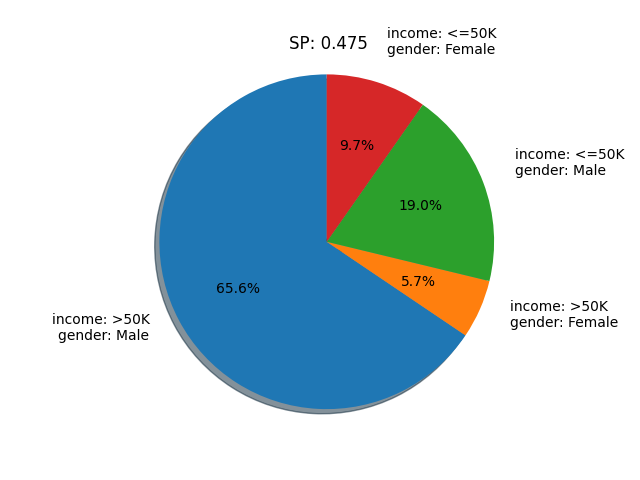 SP: 0.475
income: <=50K
gender: Female
9.7%
income: <=50K
gender: Male
19.0%
5.7%
income: >50K
gender: Female
65.6%
income: >50K
gender: Male